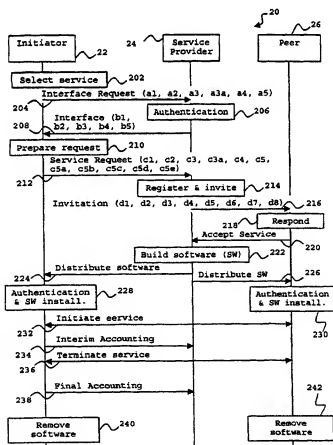 20
Initiator
22
24
Service
Provider
Peer
26
Select service
202
Interface Request (a1, a2, a3, a3a, a4, a5)
204
Authentication
206
Interface (b1,
b2, b3, b4, b5)
208
Prepare request
210
Service Request (c1, c2, c3, c3a, c4, c5,
c5a, c5b, c5c, c5d, c5e)
212
Register & invite
214
Invitation (d1, d2, d3, d4, d5, d6, d7, d8)
216
218
Respond
Accept Service
220
Build software (SW)
222
Distribute software
224
Distribute SW
226
Authentication
& SW install.
228
Authentication
& SW install.
230
Initiate service
232
Interim Accounting
234
Terminate service
236
Final Accounting
238
Remove
software
240
242
Remove
software